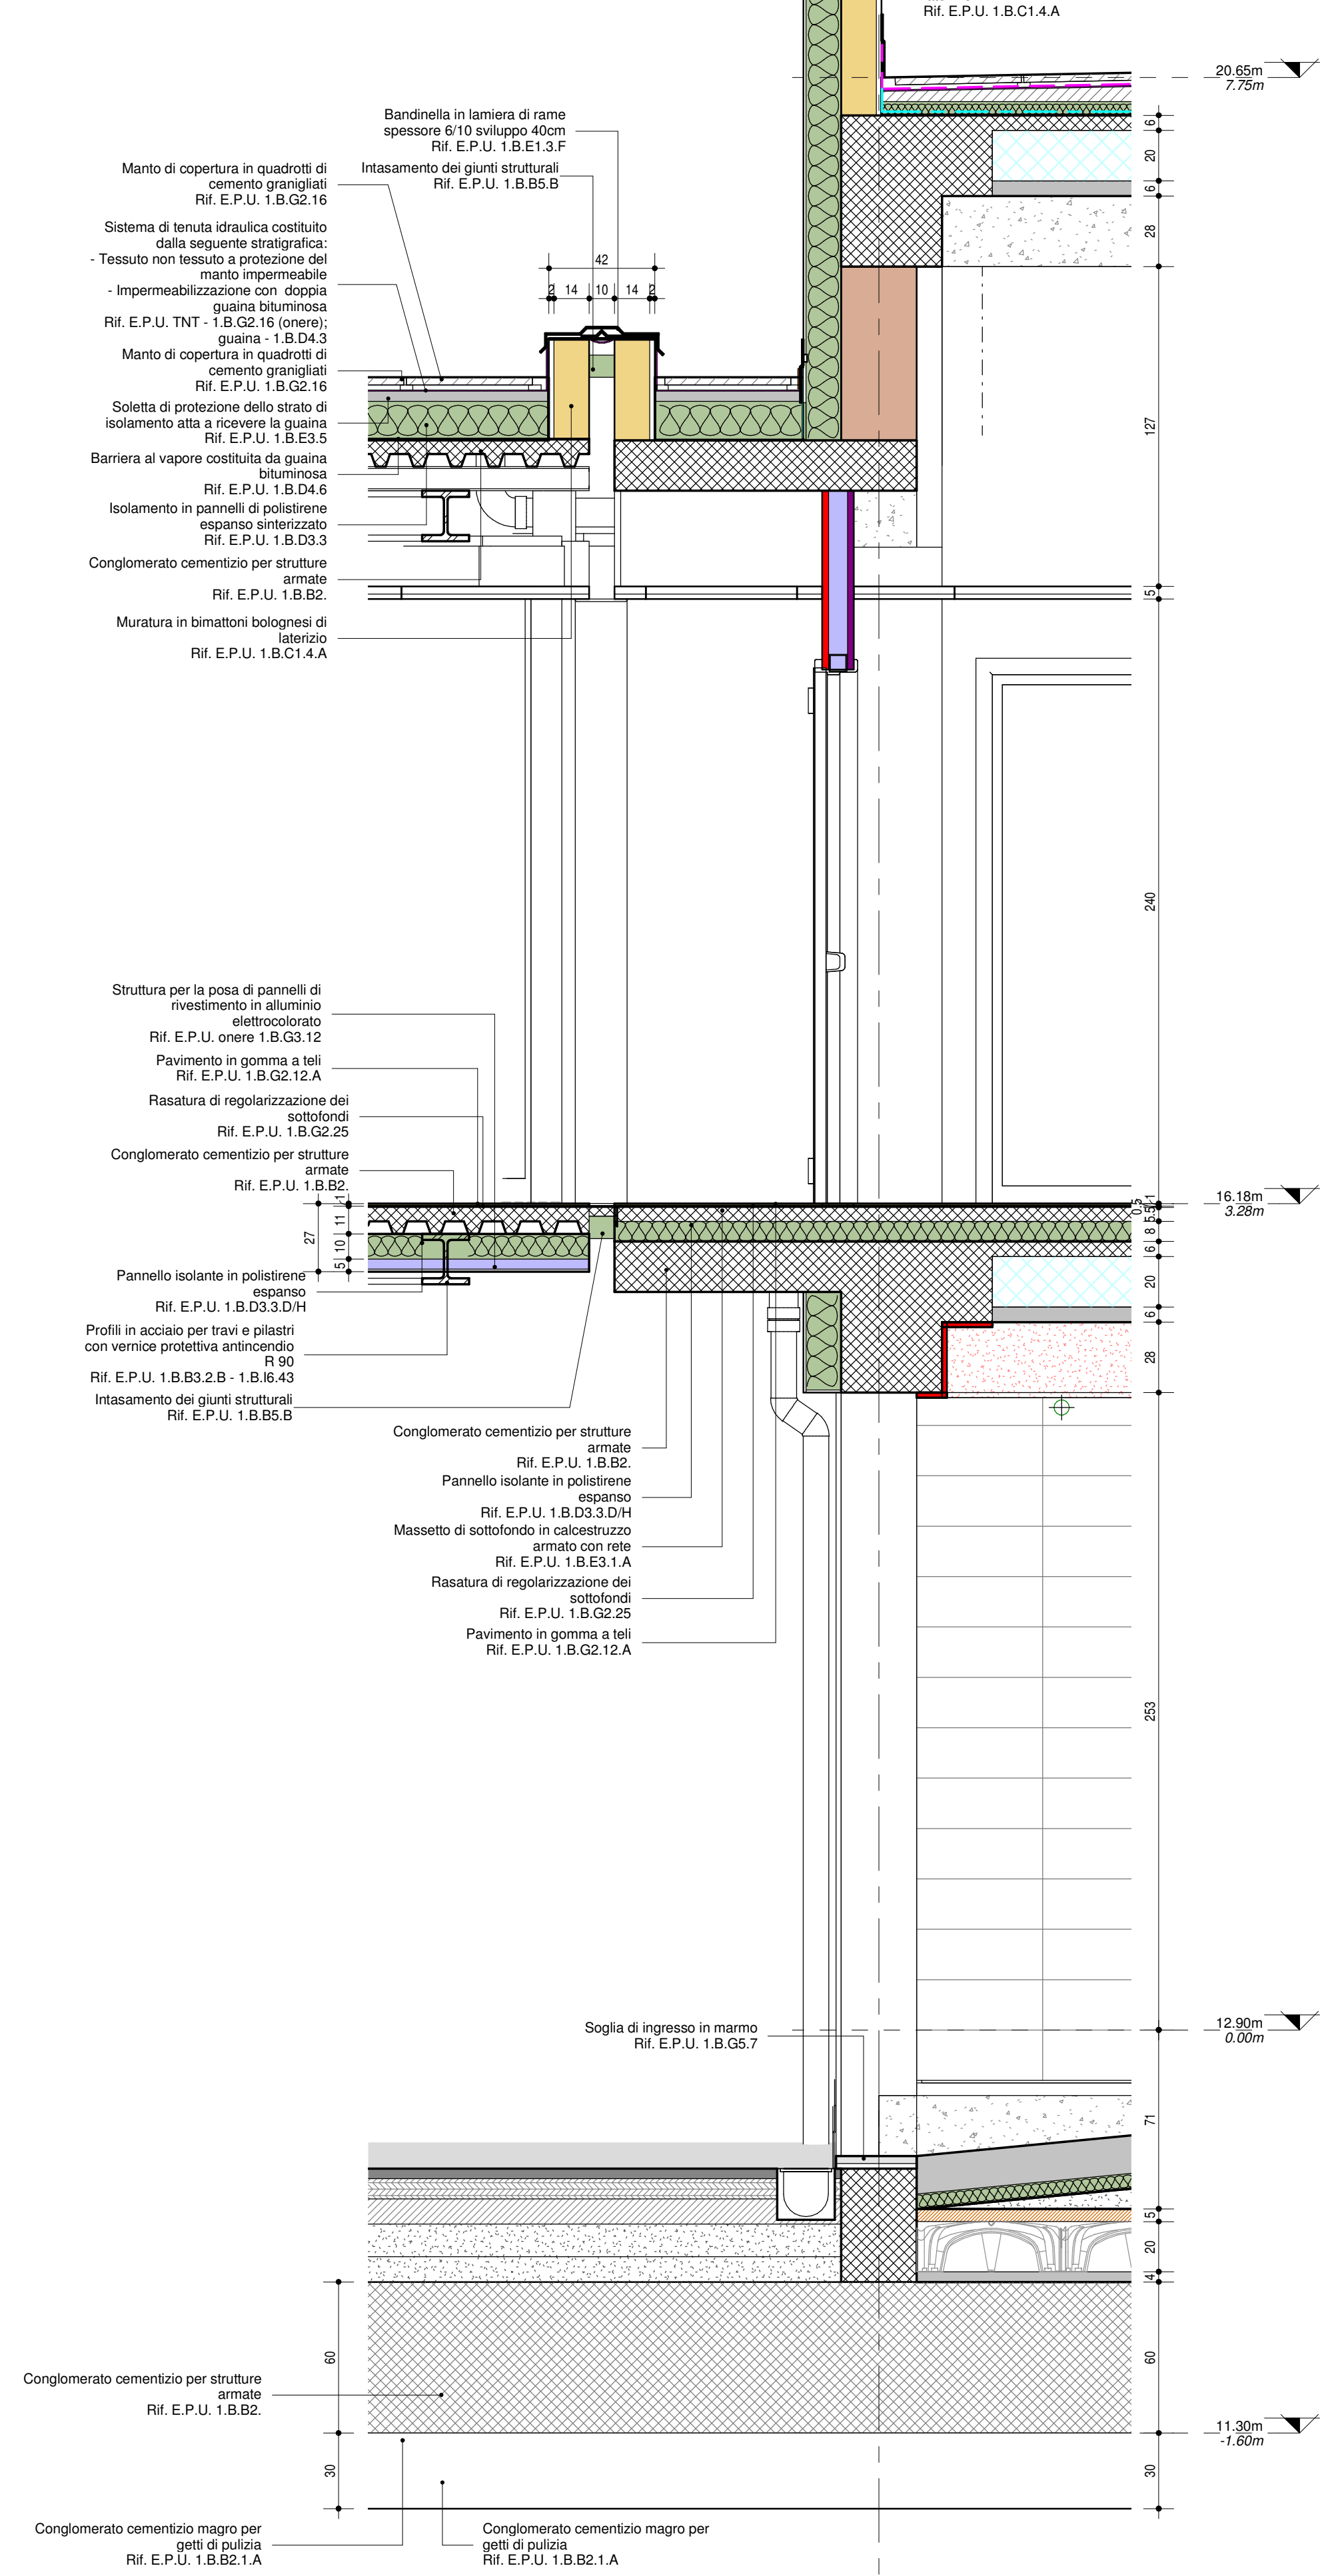 Rif. E.P.U. 1.B.C1.4.A
20.65m
7.75m
Bandinella in lamiera di rame
spessore 6/10 sviluppo 40cm
Rif. E.P.U. 1.B.E1.3.F
Intasamento dei giunti strutturali
Rif. E.P.U. 1.B.B5.B
Manto di copertura in quadrotti di
cemento granigliati
Rif. E.P.U. 1.B.G2.16
Sistema di tenuta idraulica costituito
dalla seguente stratigrafica:
- Tessuto non tessuto a protezione del
manto impermeabile
- Impermeabilizzazione con doppia
guaina bituminosa
Rif. E.P.U. TNT - 1.B.G2.16 (onere);
guaina - 1.B.D4.3
Manto di copertura in quadrotti di
cemento granigliati
Rif. E.P.U. 1.B.G2.16
Soletta di protezione dello strato di
isolamento atta a ricevere la guaina
Rif. E.P.U. 1.B.E3.5
Barriera al vapore costituita da guaina
bituminosa
Rif. E.P.U. 1.B.D4.6
Isolamento in pannelli di polistirene
espanso sinterizzato
Rif. E.P.U. 1.B.D3.3
Conglomerato cementizio per strutture
armate
Rif. E.P.U. 1.B.B2.
Muratura in bimattoni bolognesi di
laterizio
Rif. E.P.U. 1.B.C1.4.A
42
2 14 10 14 2
6
20
6
28
127
5
240
Struttura per la posa di pannelli di
rivestimento in alluminio
elettrocolorato
Rif. E.P.U. onere 1.B.G3.12
Pavimento in gomma a teli
Rif. E.P.U. 1.B.G2.12.A
Rasatura di regolarizzazione dei
sottofondi
Rif. E.P.U. 1.B.G2.25
Conglomerato cementizio per strutture
armate
Rif. E.P.U. 1.B.B2.
27
1
11
10
5
16.18m
3.28m
8
6
20
6
28
Pannello isolante in polistirene
espanso
Rif. E.P.U. 1.B.D3.3.D/H
Profili in acciaio per travi e pilastri
con vernice protettiva antincendio
R 90
Rif. E.P.U. 1.B.B3.2.B - 1.B.I6.43
Intasamento dei giunti strutturali
Rif. E.P.U. 1.B.B5.B
Conglomerato cementizio per strutture
armate
Rif. E.P.U. 1.B.B2.
Pannello isolante in polistirene
espanso
Rif. E.P.U. 1.B.D3.3.D/H
Massetto di sottofondo in calcestruzzo
armato con rete
Rif. E.P.U. 1.B.E3.1.A
Rasatura di regolarizzazione dei
sottofondi
Rif. E.P.U. 1.B.G2.25
Pavimento in gomma a teli
Rif. E.P.U. 1.B.G2.12.A
253
Soglia di ingresso in marmo
Rif. E.P.U. 1.B.G5.7
12.90m
0.00m
71
5
20
4
60
60
Conglomerato cementizio per strutture
armate
Rif. E.P.U. 1.B.B2.
11.30m
-1.60m
30
30
Conglomerato cementizio magro per
getti di pulizia
Rif. E.P.U. 1.B.B2.1.A
Conglomerato cementizio magro per
getti di pulizia
Rif. E.P.U. 1.B.B2.1.A